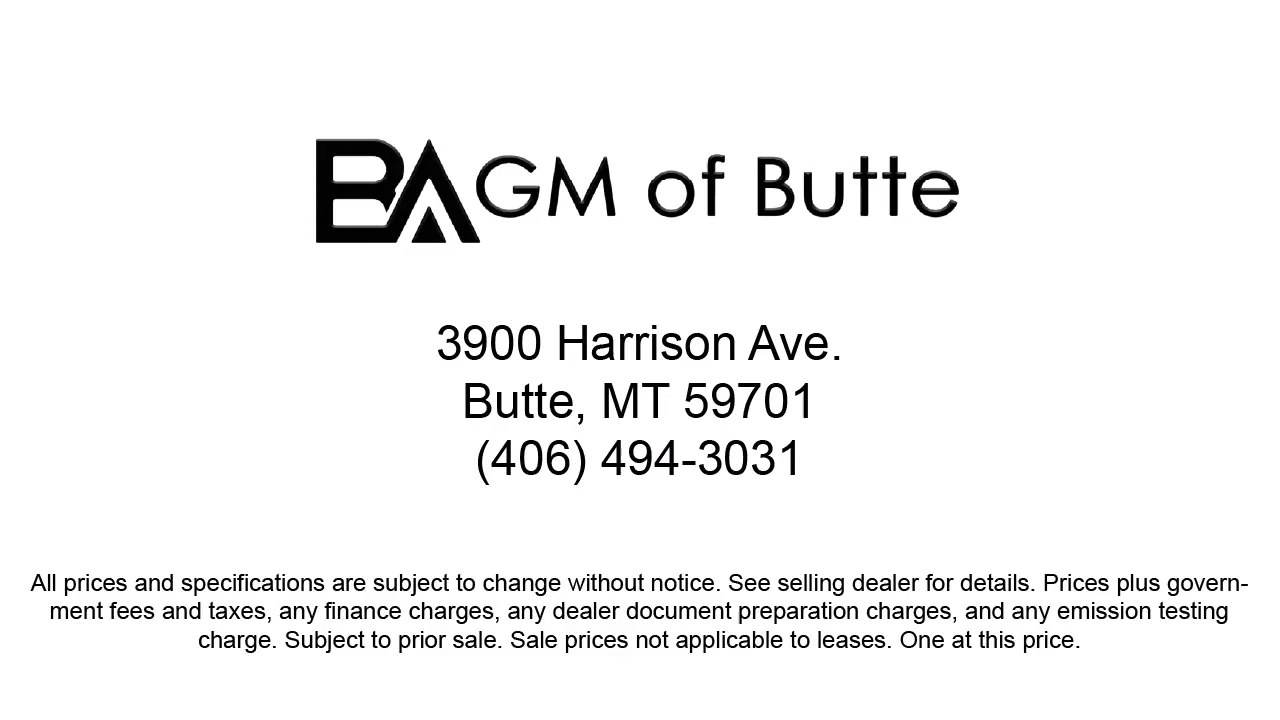 BA GM of Butte
3900 Harrison Ave.
Butte, MT 59701
(406) 494-3031
All prices and specifications are subject to change without notice. See selling dealer for details. Prices plus govern-
ment fees and taxes, any finance charges, any dealer document preparation charges, and any emission testing
charge. Subject to prior sale. Sale prices not applicable to leases. One at this price.